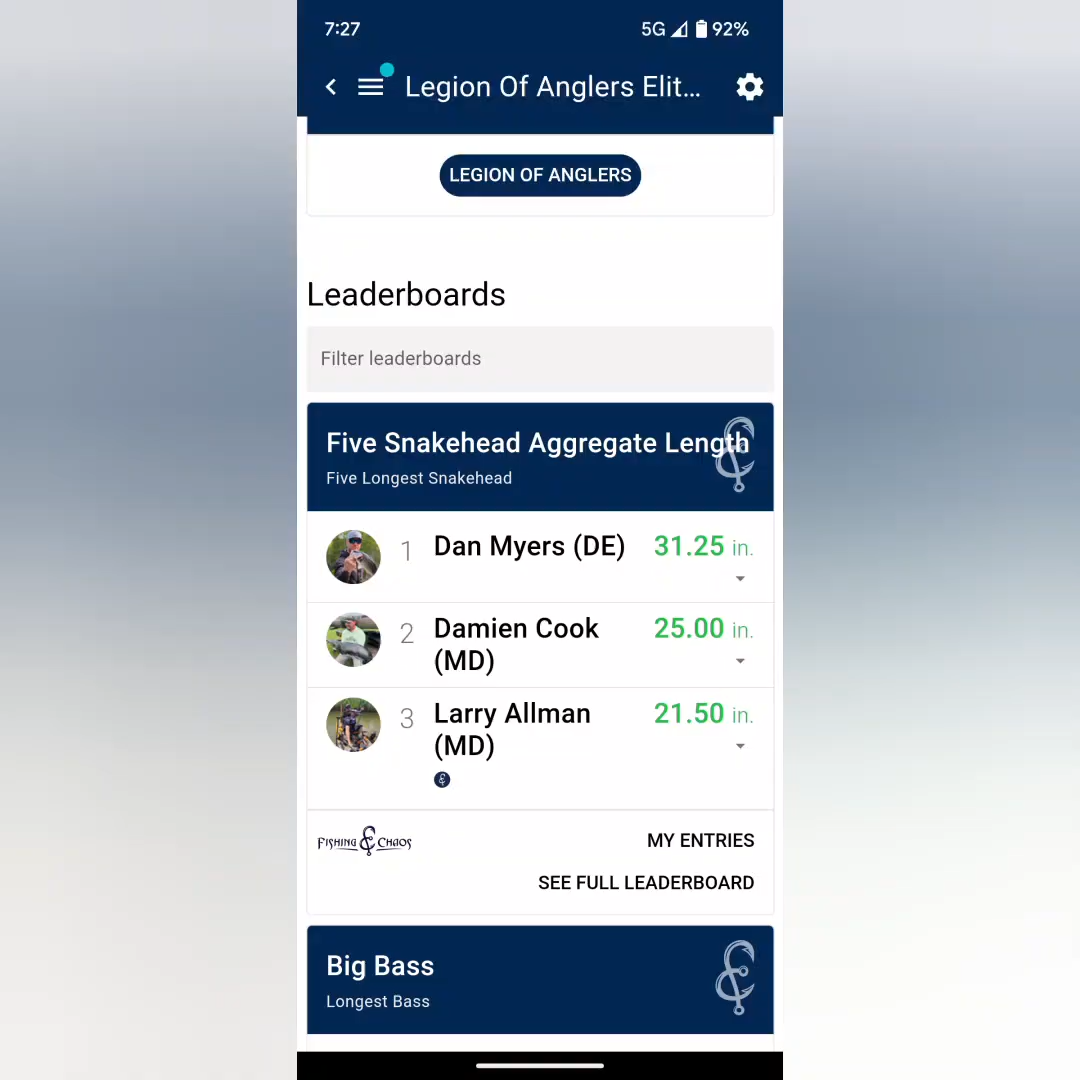 7:27
5G 92%
Legion Of Anglers Elit...
LEGION OF ANGLERS
Leaderboards
Filter leaderboards
Five Snakehead Aggregate Length
Five Longest Snakehead
1 Dan Myers (DE) 31.25 in.
2 Damien Cook 25.00 in.
(MD)
3 Larry Allman 21.50 in.
(MD)
FISHING & CHAOS
MY ENTRIES
SEE FULL LEADERBOARD
Big Bass
Longest Bass